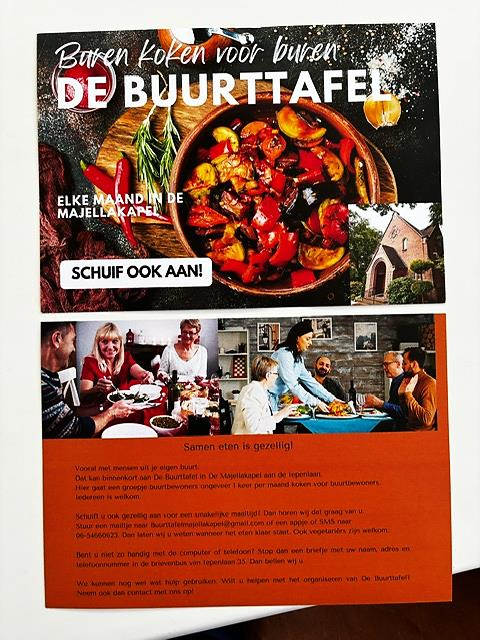 Buren koken voor buren
DE BUURTTAFEL
ELKE MAAND IN DE
MAJELLAKAPEL
SCHUIF OOK AAN!
Samen eten is gezellig!
Vooral met mensen uit je eigen buurt.
Dat kan binnenkort aan De Buurttafel in De Majellakapel aan de Iepenlaan.
Hier gaat een groepje buurtbewoners ongeveer 1 keer per maand koken voor buurtbewoners.
Iedereen is welkom.
Schuift u ook gezellig aan voor een smakelijke maaltijd? Dan horen wij dat graag van u.
Stuur een mailtje naar Buurttafelmajellakapel@gmail.com of een appje of SMS naar
06-54660623. Dan laten wij u weten wanneer het eten klaar staat. Ook vegetariërs zijn welkom.
Bent u niet zo handig met de computer of telefoon? Stop dan een briefje met uw naam, adres en
telefoonnummer in de brievenbus van Iepenlaan 35. Dan bellen wij u.
We kunnen nog wel wat hulp gebruiken. Wilt u helpen met het organiseren van De Buurttafel?
Neem ook dan contact met ons op!